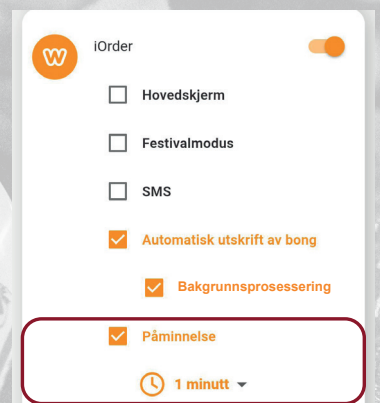 iOrder
Hovedskjerm
Festivalmodus
SMS
Automatisk utskrift av bong
Bakgrunnsprosessering
Påminnelse
1 minutt